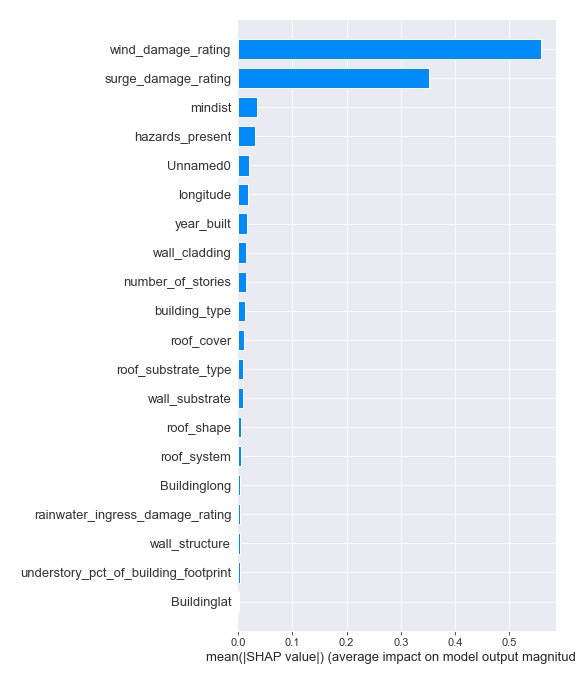 wind_damage_rating
surge_damage_rating
mindist
hazards_present
Unnamed0
longitude
year_built
wall_cladding
number_of_stories
building_type
roof_cover
roof_substrate_type
wall_substrate
roof_shape
roof_system
Buildinglong
rainwater_ingress_damage_rating
wall_structure
understory_pct_of_building_footprint
Buildinglat
0.0 0.1 0.2 0.3 0.4 0.5
mean(|SHAP value|) (average impact on model output magnitud